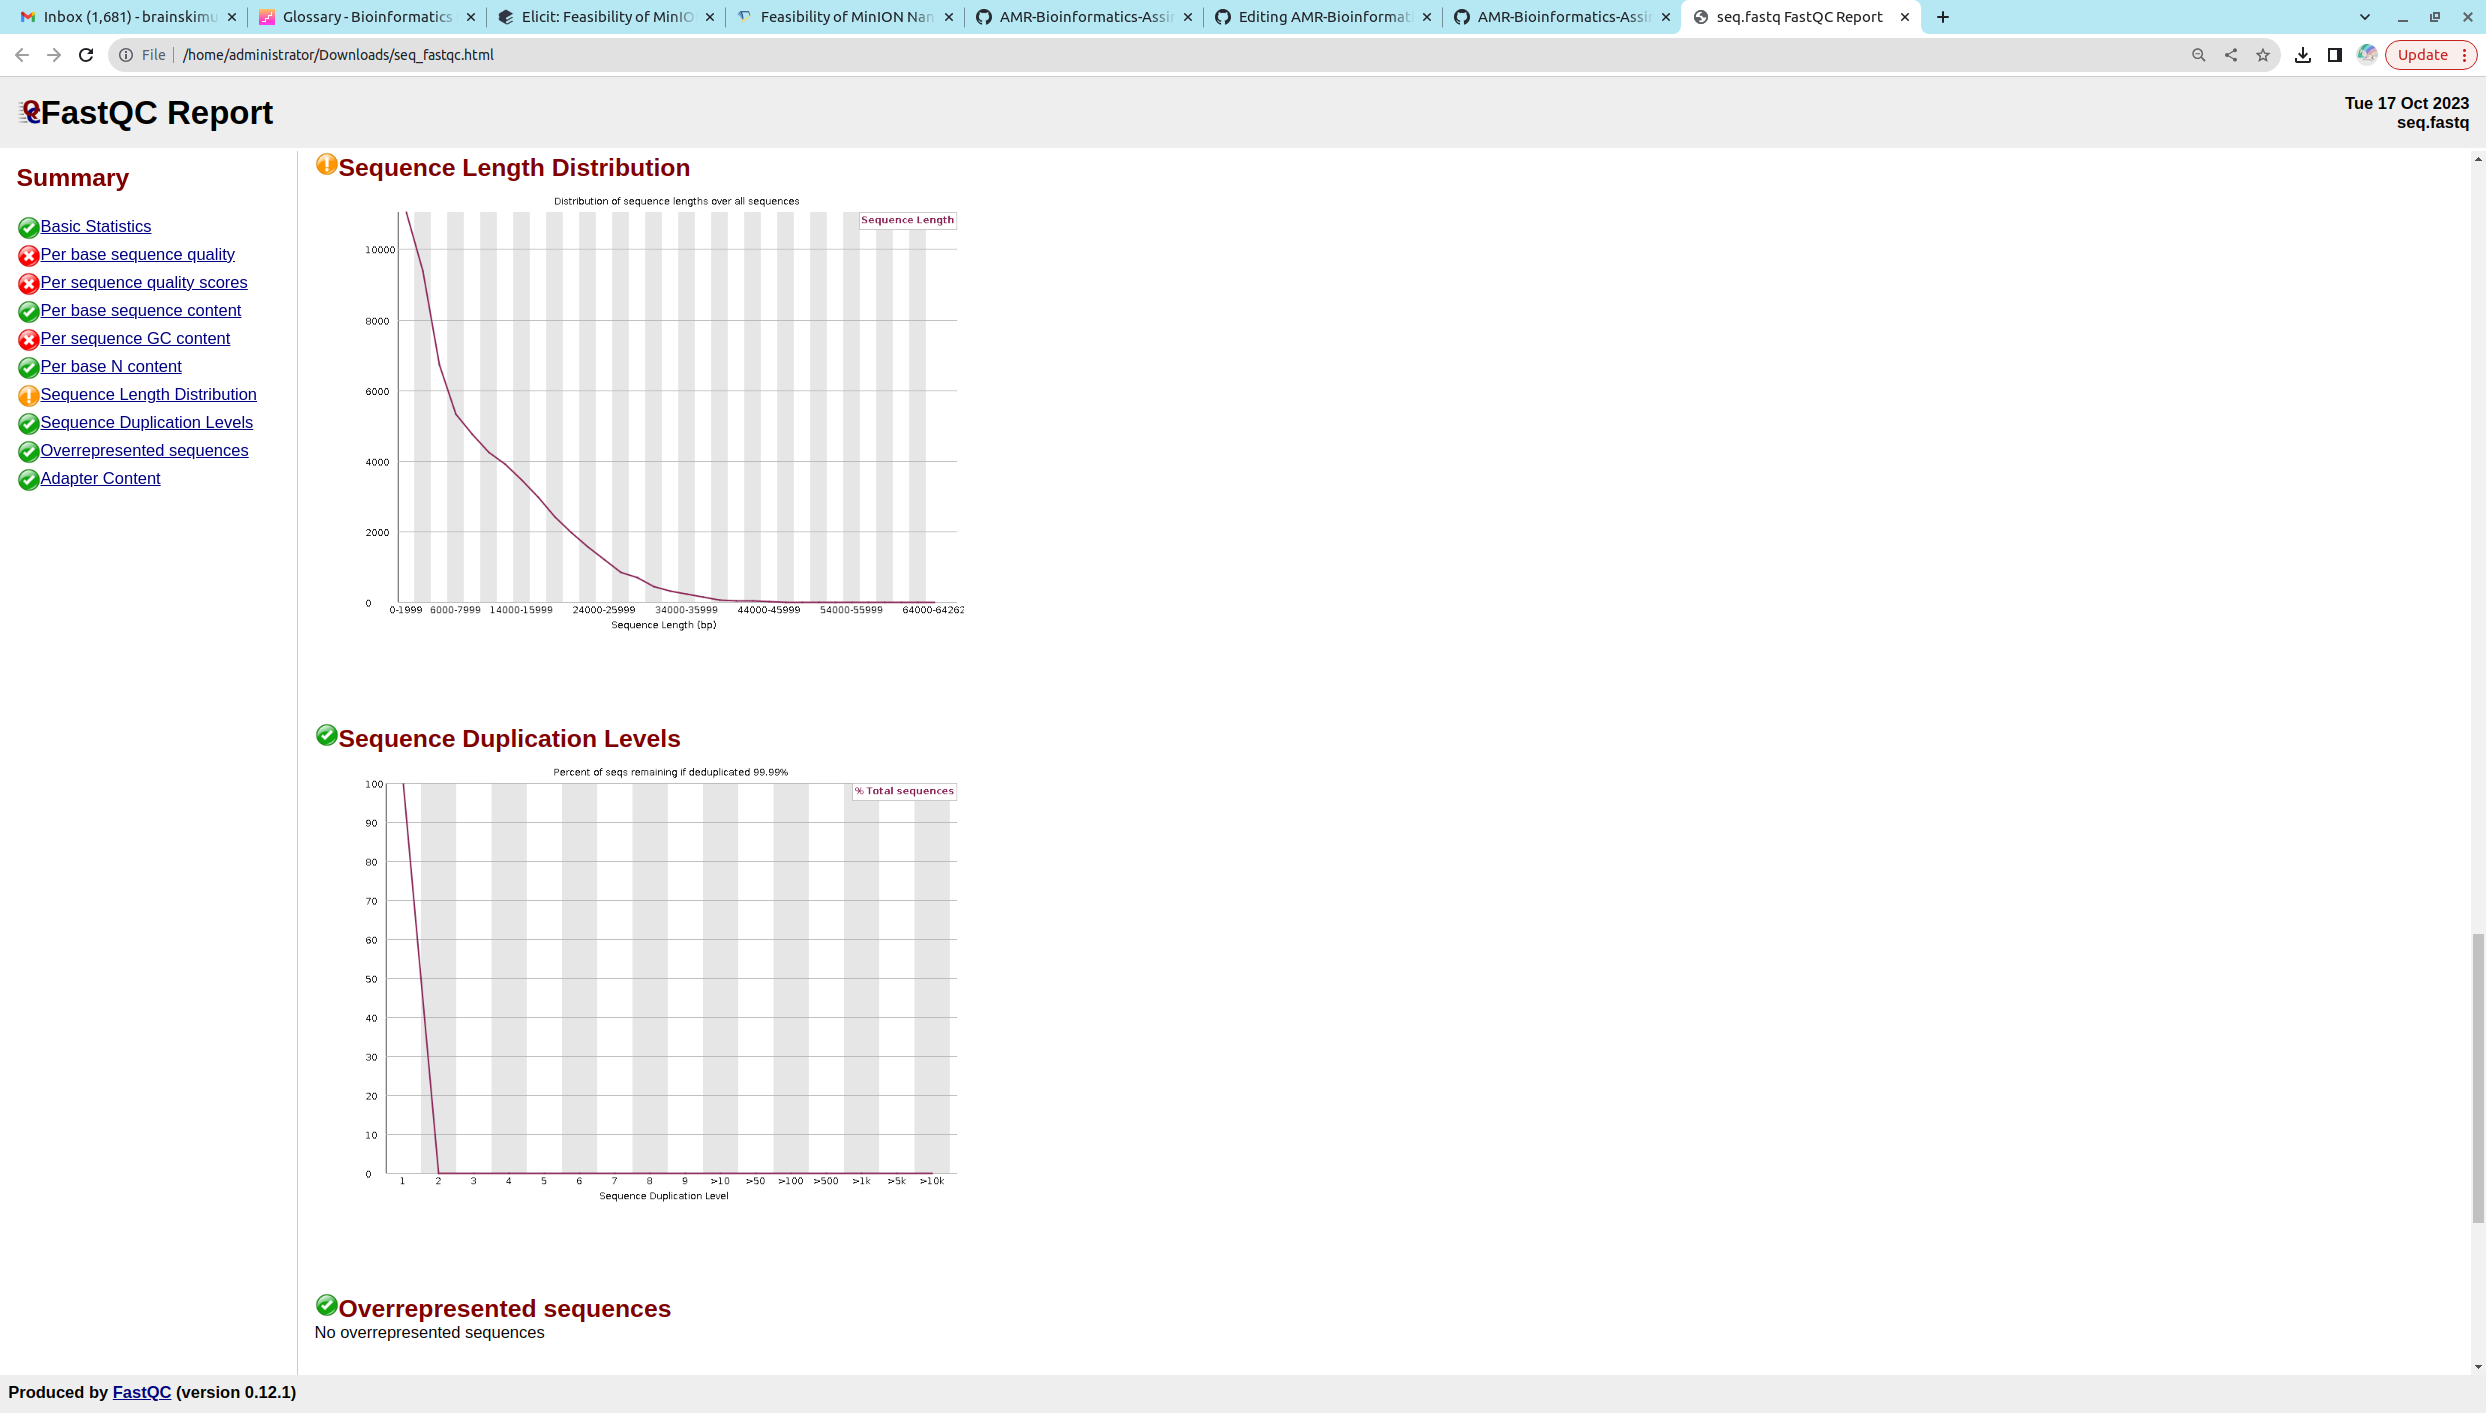 Inbox (1,681) - brainskimu
Glossary - Bioinformatics
Elicit: Feasibility of MinIO
Feasibility of MinION Nan
AMR-Bioinformatics-Assi
Editing AMR-Bioinformat
AMR-Bioinformatics-Assi
seq.fastq FastQC Report
File
/home/administrator/Downloads/seq_fastqc.html
Update
FastQC Report
Tue 17 Oct 2023
seq.fastq
Summary
Basic Statistics
Per base sequence quality
Per sequence quality scores
Per base sequence content
Per sequence GC content
Per base N content
Sequence Length Distribution
Sequence Duplication Levels
Overrepresented sequences
Adapter Content
Sequence Length Distribution
Distribution of sequence lengths over all sequences
Sequence Length
10000
8000
6000
4000
2000
0
0-1999 6000-7999 14000-15999 24000-25999 34000-35999 44000-45999 54000-55999 64000-64262
Sequence Length (bp)
Sequence Duplication Levels
Percent of seqs remaining if deduplicated 99.99%
% Total sequences
100
90
80
70
60
50
40
30
20
10
0
1 2 3 4 5 6 7 8 9 >10 >50 >100 >500 >1k >5k >10k
Sequence Duplication Level
Overrepresented sequences
No overrepresented sequences
Produced by FastQC (version 0.12.1)